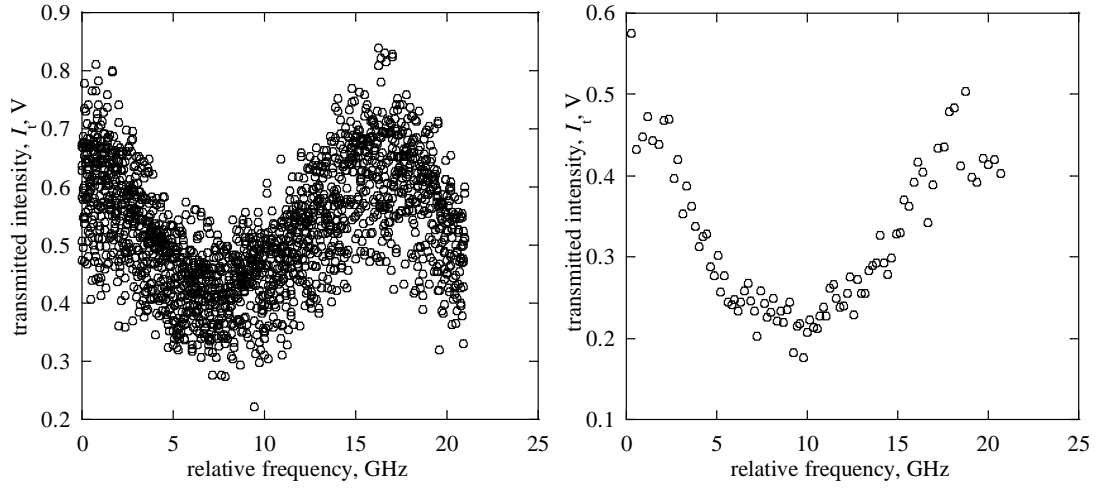 0.9
0.8
0.7
0.6
0.5
0.4
0.3
0.2
transmitted intensity, It, V
0 5 10 15 20 25
relative frequency, GHz
0.6
0.5
0.4
0.3
0.2
0.1
transmitted intensity, It, V
0 5 10 15 20 25
relative frequency, GHz